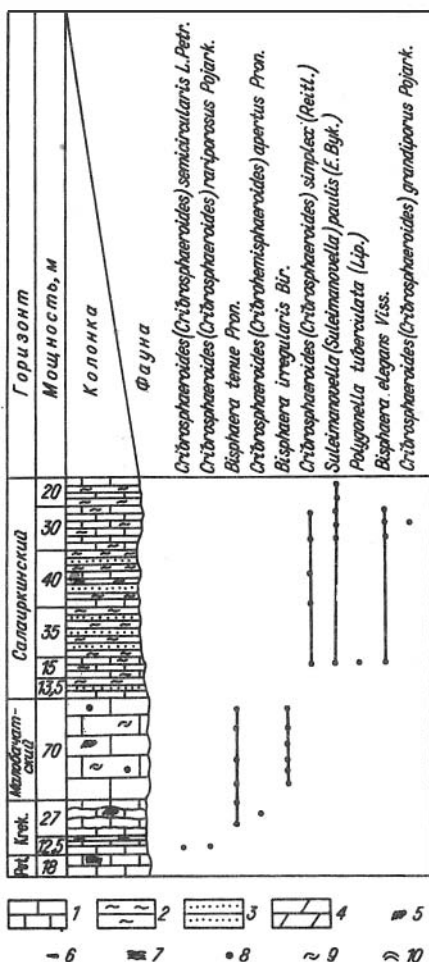 Горизонт
Мощность, м
Колонка
Фауна
Cribrosphaeroides (Cribrosphaeroides) semicircularis L.Petr.
Cribrosphaeroides (Cribrosphaeroides) rariporosus Pojark.
Bisphaera tenue Pron.
Cribrosphaeroides (Cribrohemisphaeroides) apertus Pron.
Bisphaera irregularis Bir.
Cribrosphaeroides (Cribrosphaeroides) simplex (Reitl.)
Suleimanovella (Suleimanovella) paulis (E. Byk.)
Polygonella tuberculata (Lip.)
Bisphaera elegans Viss.
Cribrosphaeroides (Cribrosphaeroides) grandiporus Pojark.
Салаиркинский
20
30
40
35
15
13,5
Малобачат-
ский
70
Krek.
27
12,5
Pet.
18
1
2
3
4
5
6
7
8
9
10